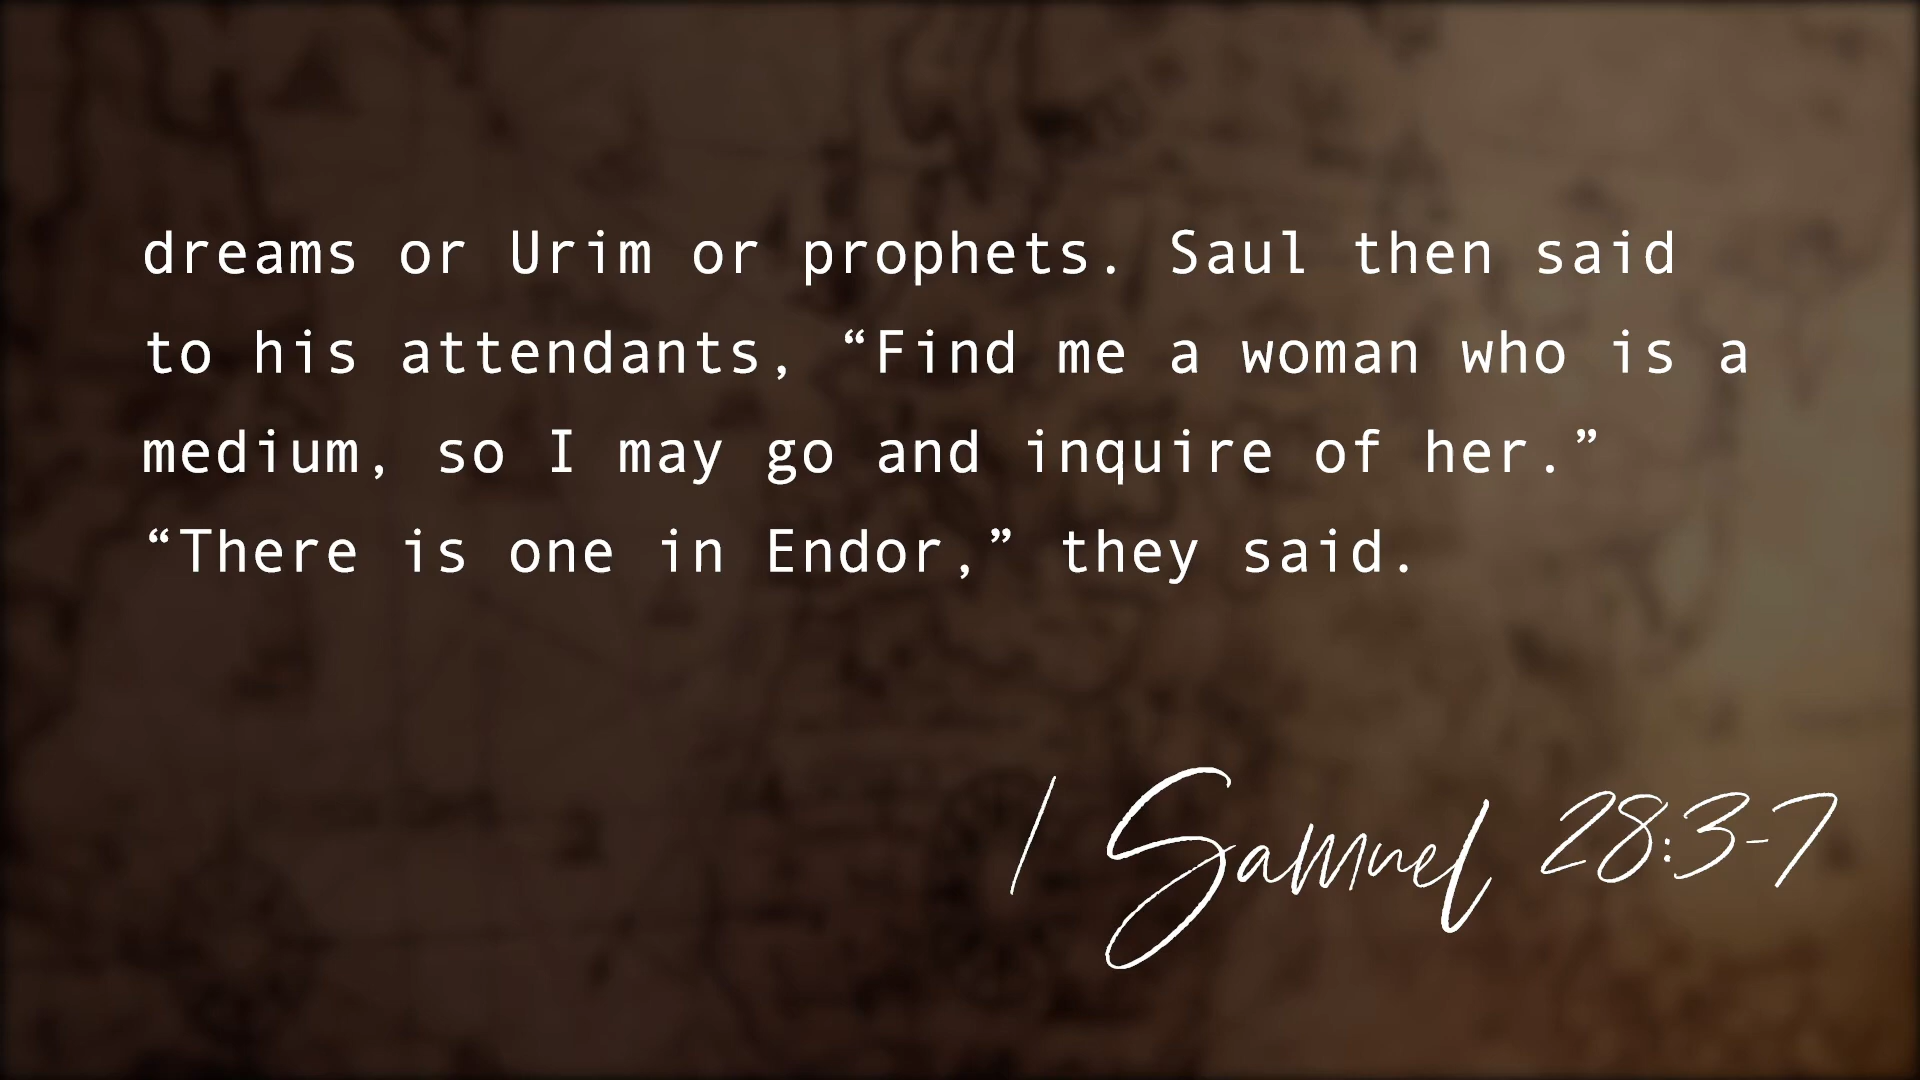 dreams or Urim or prophets. Saul then said
to his attendants, “Find me a woman who is a
medium, so I may go and inquire of her.”
“There is one in Endor,” they said.
1 Samuel 28:3-7